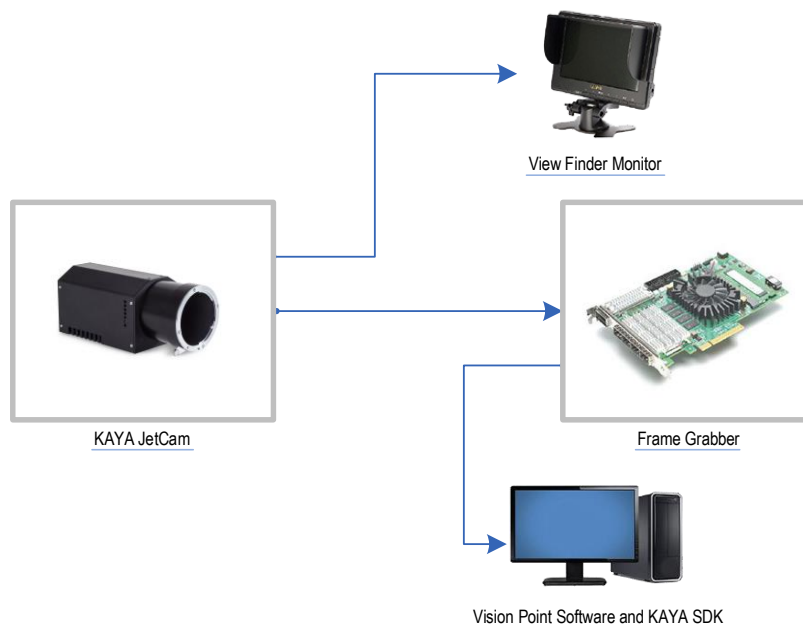 View Finder Monitor
KAYA JetCam
Frame Grabber
Vision Point Software and KAYA SDK